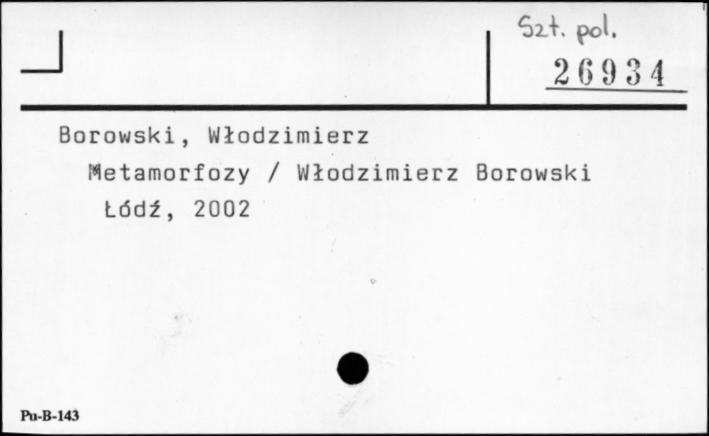 Szt. pol.
26934
Borowski, Włodzimierz
Metamorfozy / Włodzimierz Borowski
Łódź, 2002
Pu-B-143